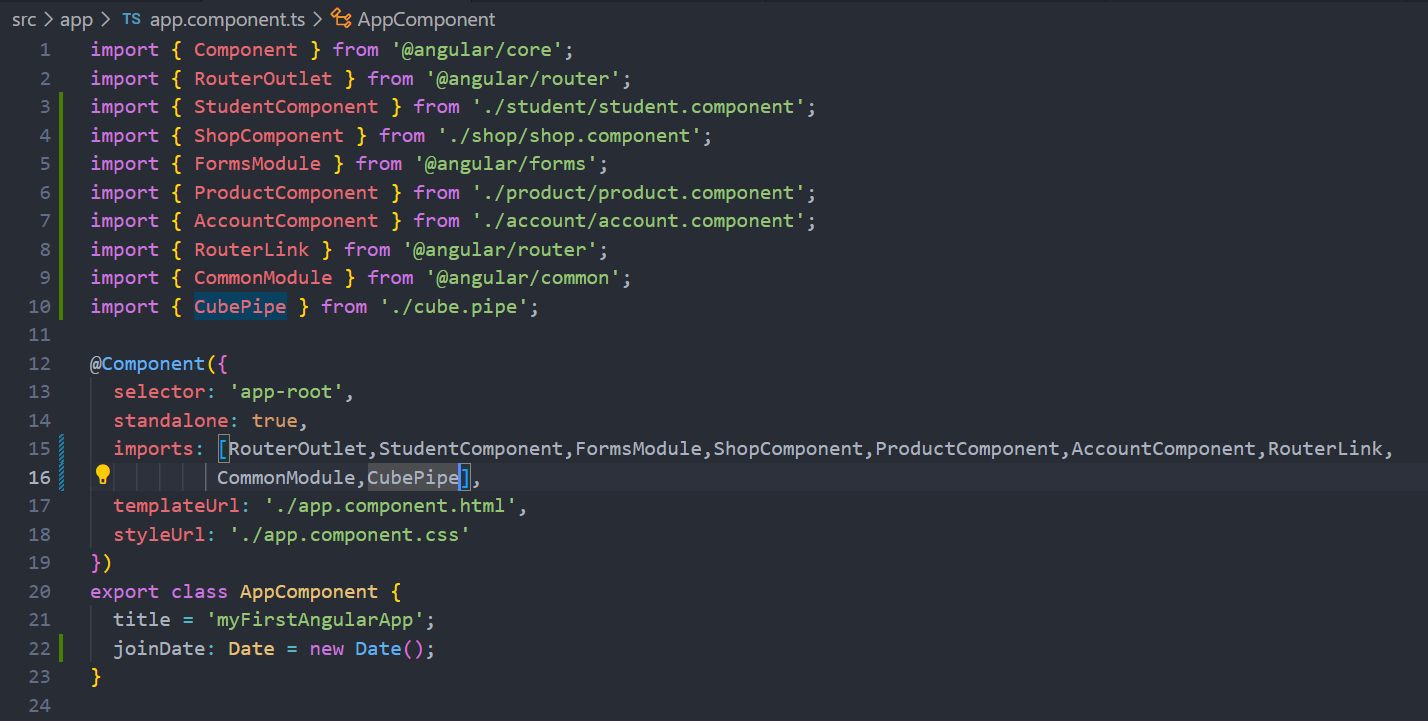 src > app > TS app.component.ts > AppComponent
1 import { Component } from '@angular/core';
2 import { RouterOutlet } from '@angular/router';
3 import { StudentComponent } from './student/student.component';
4 import { ShopComponent } from './shop/shop.component';
5 import { FormsModule } from '@angular/forms';
6 import { ProductComponent } from './product/product.component';
7 import { AccountComponent } from './account/account.component';
8 import { RouterLink } from '@angular/router';
9 import { CommonModule } from '@angular/common';
10 import { CubePipe } from './cube.pipe';
11
12 @Component({
13   selector: 'app-root',
14   standalone: true,
15   imports: [RouterOutlet,StudentComponent,FormsModule,ShopComponent,ProductComponent,AccountComponent,RouterLink,
16            CommonModule,CubePipe],
17   templateUrl: './app.component.html',
18   styleUrl: './app.component.css'
19 })
20 export class AppComponent {
21   title = 'myFirstAngularApp';
22   joinDate: Date = new Date();
23 }
24